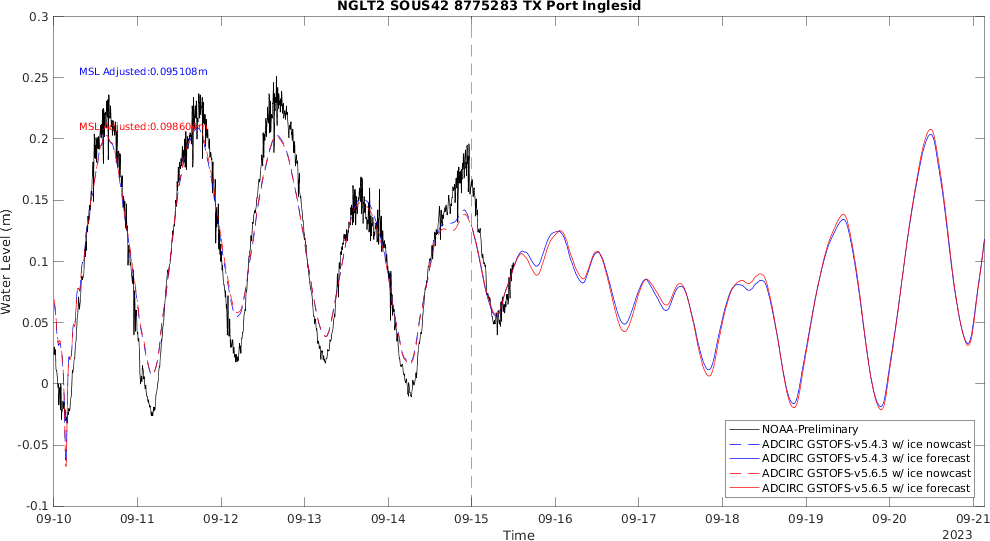 NGLT2 SOUS42 8775283 TX Port Inglesid
MSL Adjusted:0.095108m
MSL Adjusted:0.09860
Water Level (m)
0.3
0.25
0.2
0.15
0.1
0.05
0
-0.05
-0.1
09-10 09-11 09-12 09-13 09-14 09-15 09-16 09-17 09-18 09-19 09-20 09-21
Time
2023
NOAA-Preliminary
ADCIRC GSTOFS-v5.4.3 w/ ice nowcast
ADCIRC GSTOFS-v5.4.3 w/ ice forecast
ADCIRC GSTOFS-v5.6.5 w/ ice nowcast
ADCIRC GSTOFS-v5.6.5 w/ ice forecast